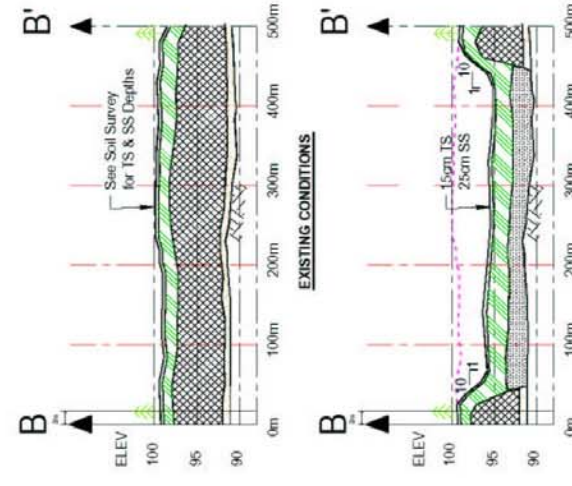 B
B'
ELEV
100
95
90
See Soil Survey
for TS & SS Depths
0m
100m
200m
300m
400m
500m
EXISTING CONDITIONS
B
B'
ELEV
100
95
90
15cm TS
25cm SS
10
1
10
1
0m
100m
200m
300m
400m
500m